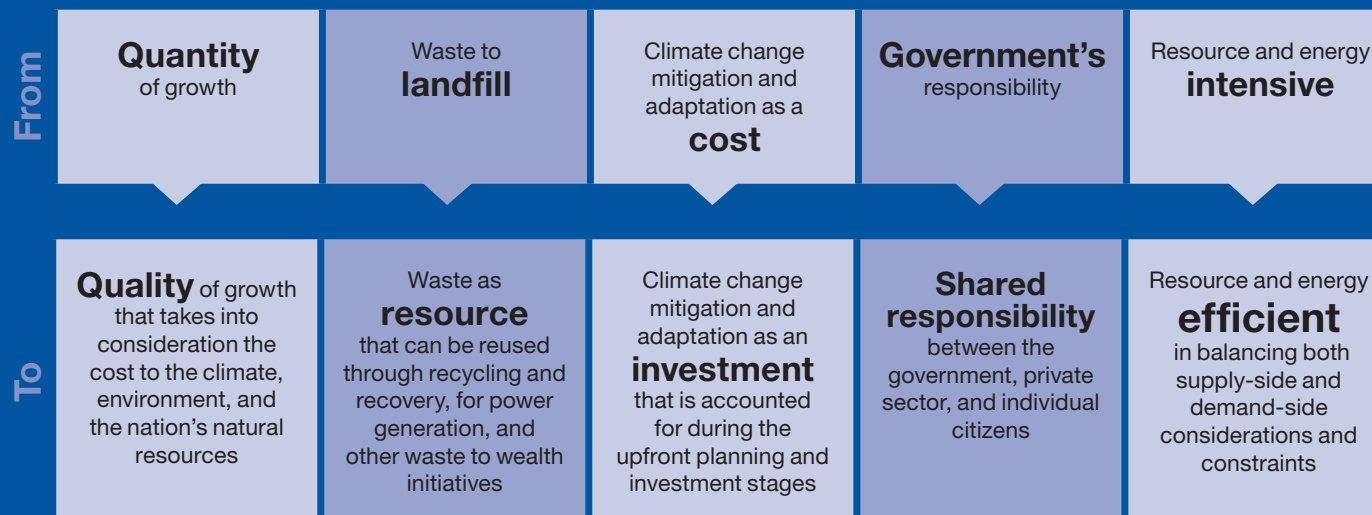 From
Quantity
of growth
Waste to
landfill
Climate change
mitigation and
adaptation as a
cost
Government’s
responsibility
Resource and energy
intensive
To
Quality of growth
that takes into
consideration the
cost to the climate,
environment, and
the nation’s natural
resources
Waste as
resource
that can be reused
through recycling and
recovery, for power
generation, and
other waste to wealth
initiatives
Climate change
mitigation and
adaptation as an
investment
that is accounted
for during the
upfront planning and
investment stages
Shared
responsibility
between the
government, private
sector, and individual
citizens
Resource and energy
efficient
in balancing both
supply-side and
demand-side
considerations and
constraints